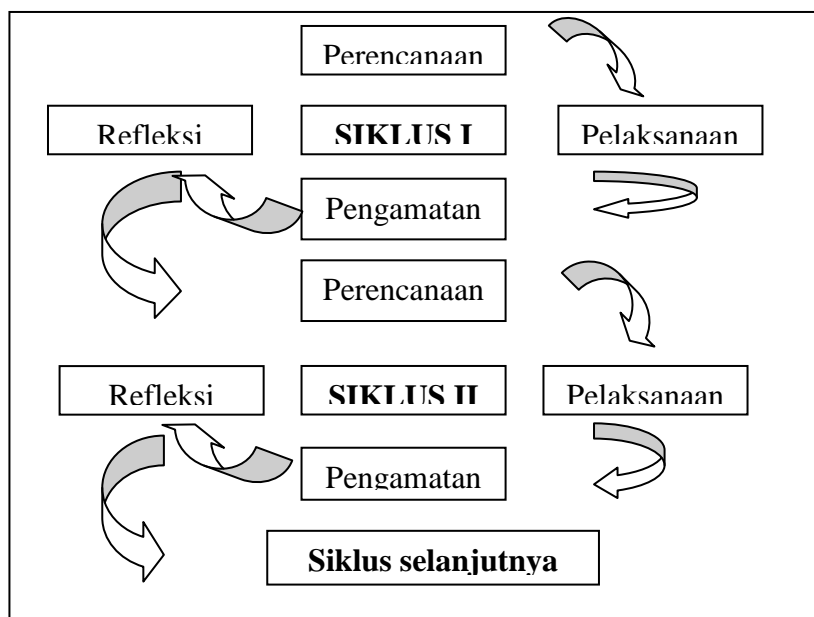 Perencanaan
Refleksi
SIKLUS I
Pelaksanaan
Pengamatan
Perencanaan
Refleksi
SIKLUS II
Pelaksanaan
Pengamatan
Siklus selanjutnya